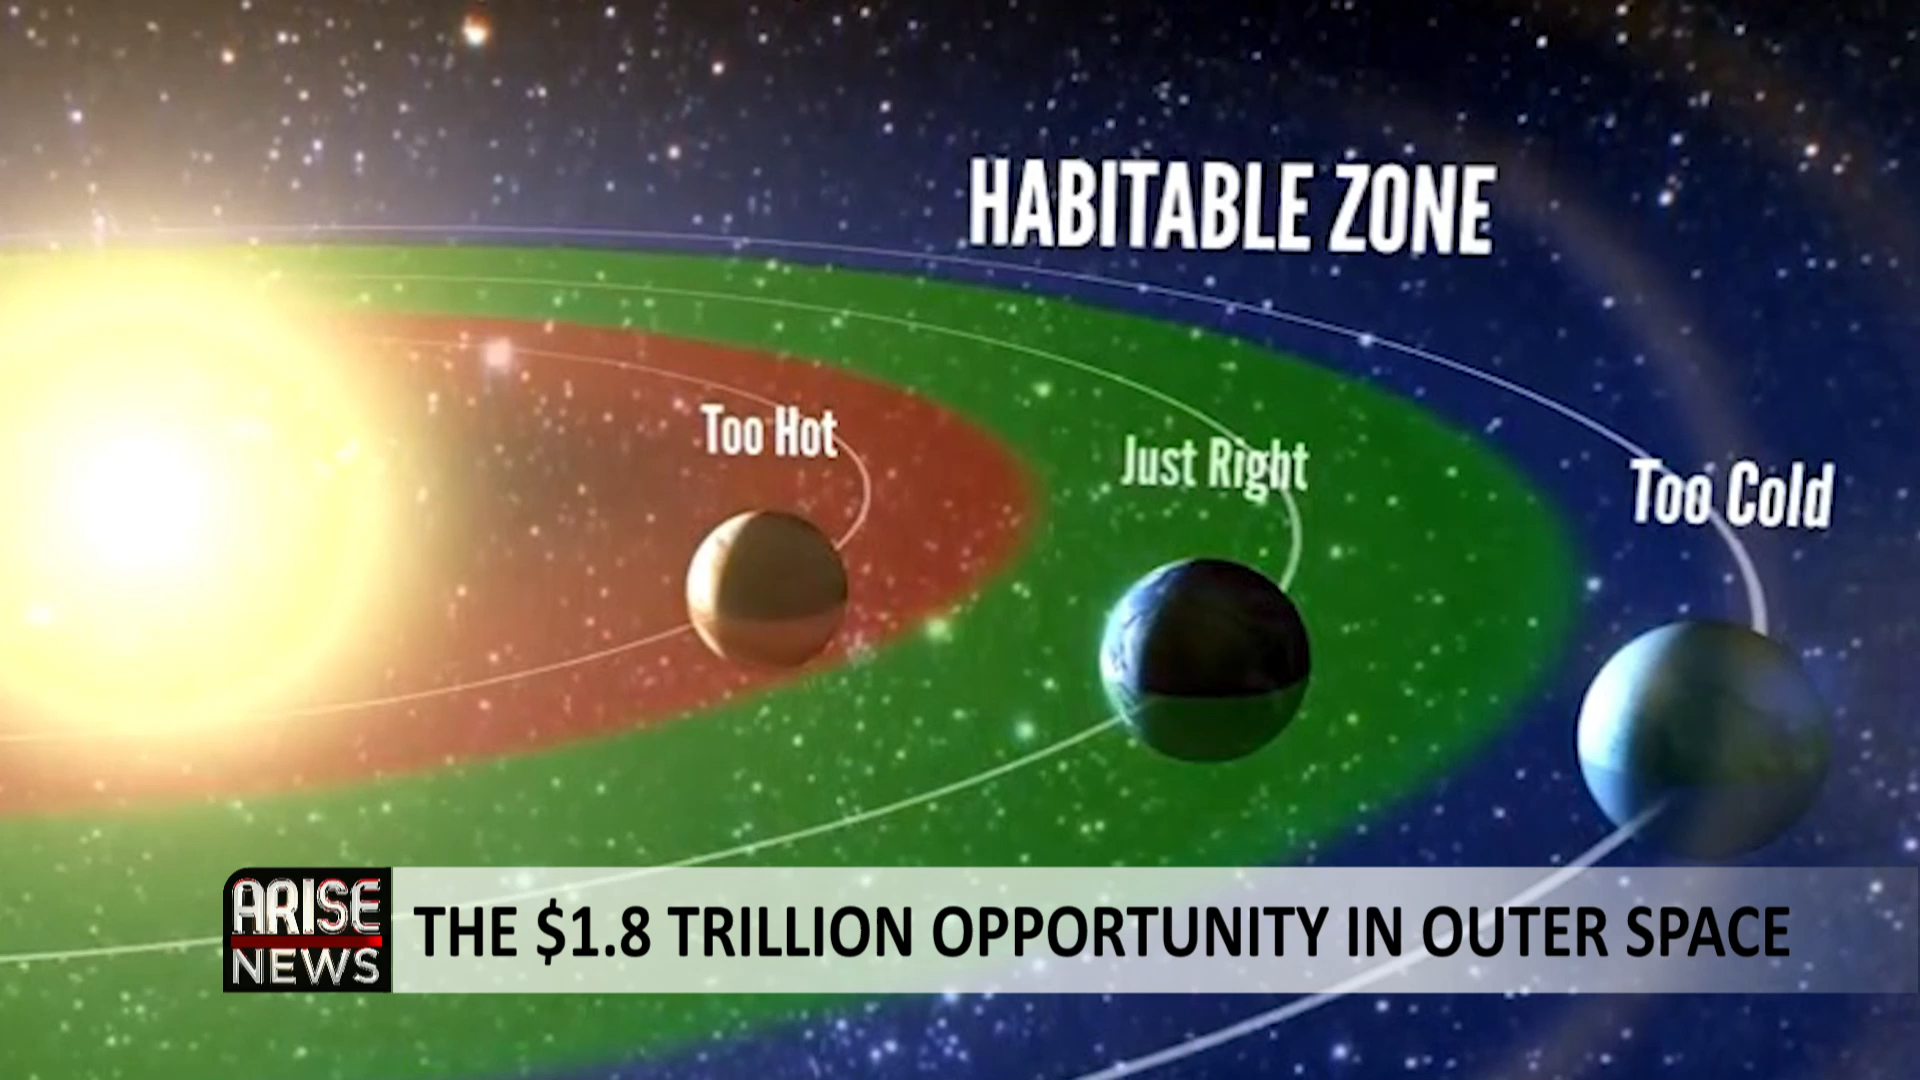 HABITABLE ZONE
Too Hot
Just Right
Too Cold
ARISE
NEWS
THE $1.8 TRILLION OPPORTUNITY IN OUTER SPACE